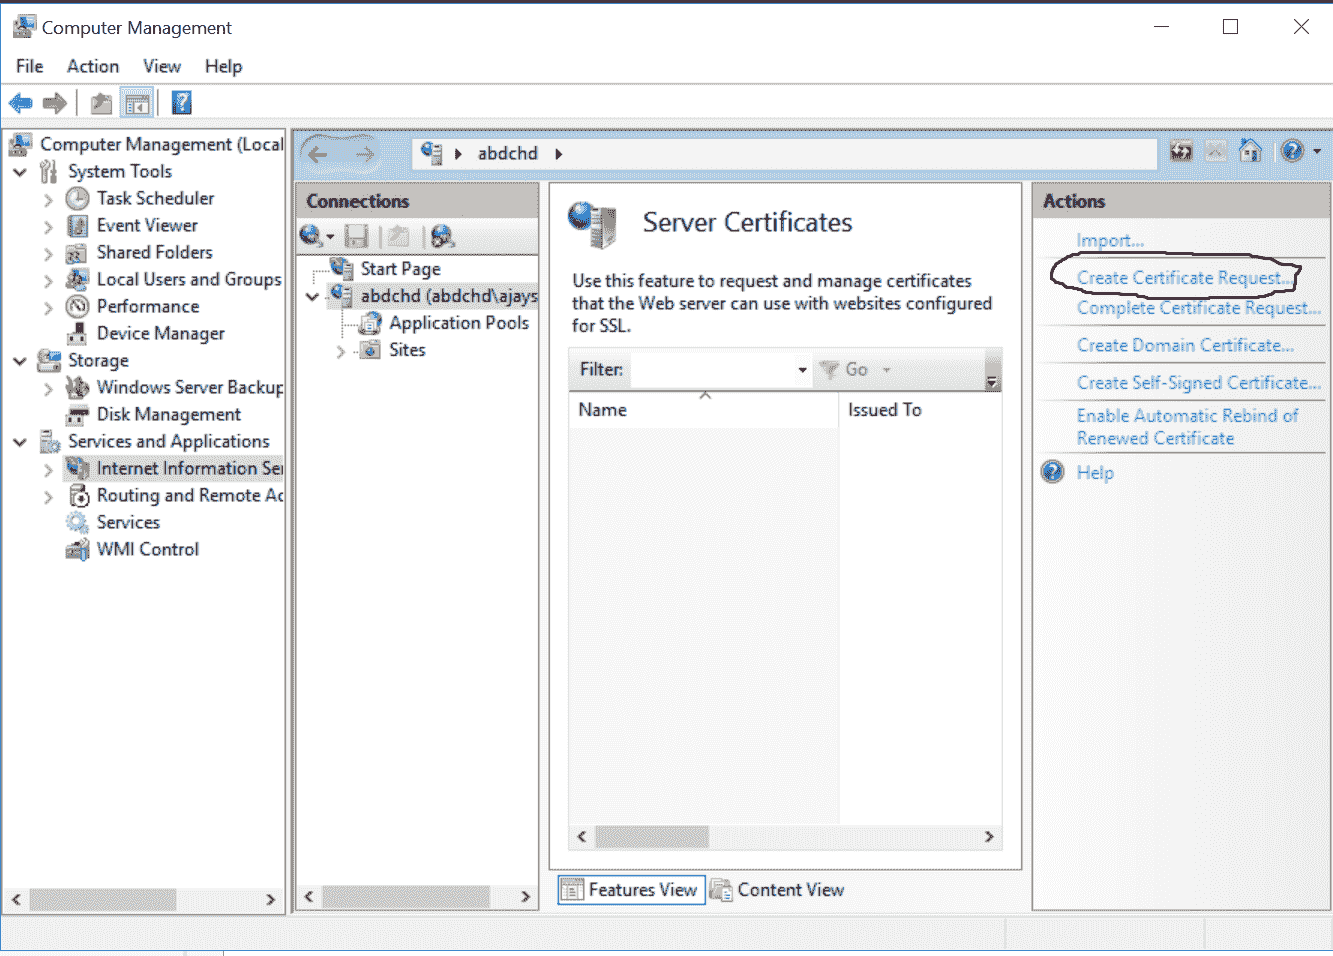 Computer Management
File Action View Help
Computer Management (Local
System Tools
Task Scheduler
Event Viewer
Shared Folders
Local Users and Groups
Performance
Device Manager
Storage
Windows Server Backup
Disk Management
Services and Applications
Internet Information Ser
Routing and Remote Ac
Services
WMI Control
abdchd
Connections
Start Page
abdchd (abdchd\ajays
Application Pools
Sites
Server Certificates
Use this feature to request and manage certificates
that the Web server can use with websites configured
for SSL.
Filter: Go
Name Issued To
Features View Content View
Actions
Import...
Create Certificate Request...
Complete Certificate Request...
Create Domain Certificate...
Create Self-Signed Certificate...
Enable Automatic Rebind of
Renewed Certificate
Help